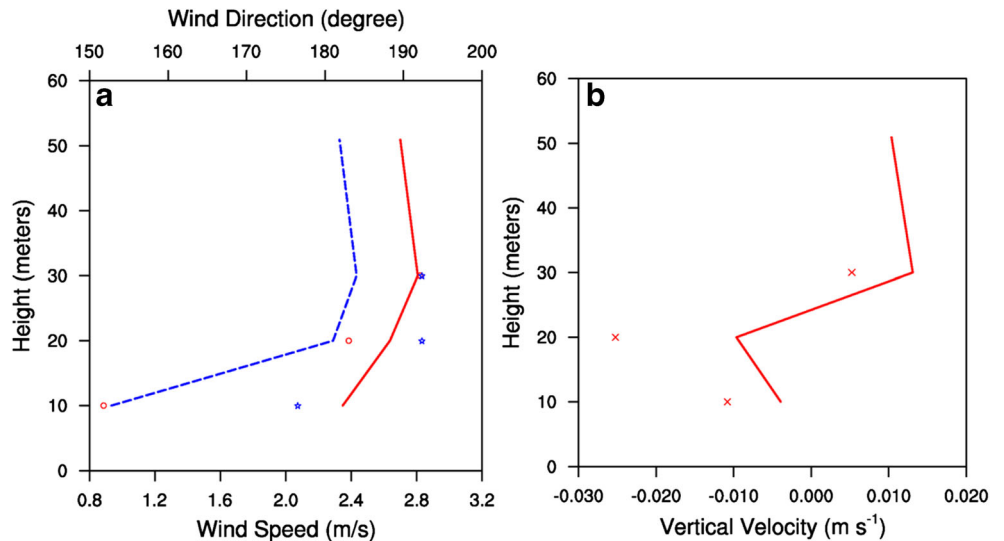 Wind Direction (degree)
150 160 170 180 190 200
a
60
50
40
30
20
10
0
Height (meters)
0.8 1.2 1.6 2.0 2.4 2.8 3.2
Wind Speed (m/s)
b
60
50
40
30
20
10
0
Height (meters)
-0.030 -0.020 -0.010 0.000 0.010 0.020
Vertical Velocity (m s⁻¹)